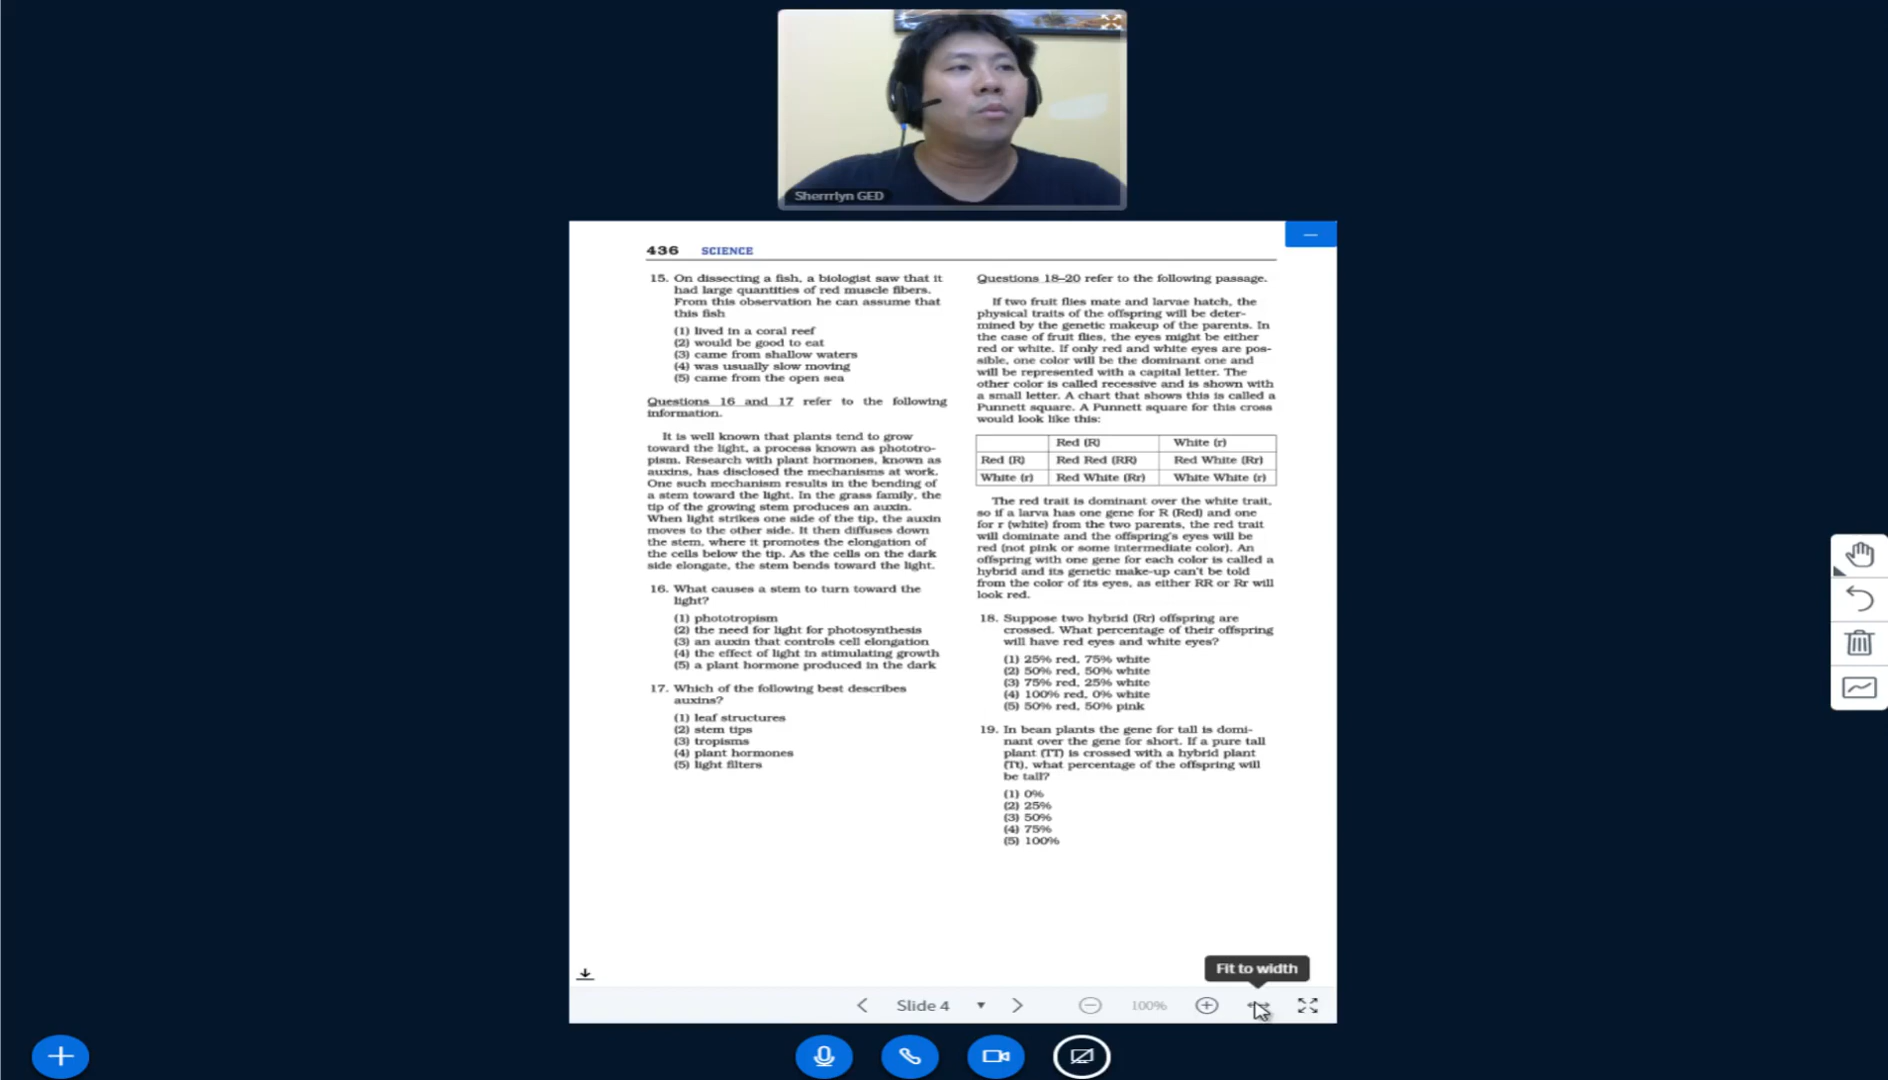 Sherrrlyn GED
436 SCIENCE
15. On dissecting a fish, a biologist saw that it
had large quantities of red muscle fibers.
From this observation he can assume that
this fish
(1) lived in a coral reef
(2) would be good to eat
(3) came from shallow waters
(4) was usually slow moving
(5) came from the open sea
Questions 16 and 17 refer to the following
information.
It is well known that plants tend to grow
toward the light, a process known as phototro-
pism. Research with plant hormones, known as
auxins, has disclosed the mechanisms at work.
One such mechanism results in the bending of
a stem toward the light. In the grass family, the
tip of the growing stem produces an auxin.
When light strikes one side of the tip, the auxin
moves to the other side. It then diffuses down
the stem, where it promotes the elongation of
the cells below the tip. As the cells on the dark
side elongate, the stem bends toward the light.
16. What causes a stem to turn toward the
light?
(1) phototropism
(2) the need for light for photosynthesis
(3) an auxin that controls cell elongation
(4) the effect of light in stimulating growth
(5) a plant hormone produced in the dark
17. Which of the following best describes
auxins?
(1) leaf structures
(2) stem tips
(3) tropisms
(4) plant hormones
(5) light filters
Questions 18–20 refer to the following passage.
If two fruit flies mate and larvae hatch, the
physical traits of the offspring will be deter-
mined by the genetic makeup of the parents. In
the case of fruit flies, the eyes might be either
red or white. If only red and white eyes are pos-
sible, one color will be the dominant one and
will be represented with a capital letter. The
other color is called recessive and is shown with
a small letter. A chart that shows this is called a
Punnett square. A Punnett square for this cross
would look like this:
Red (R) White (r)
Red (R) Red Red (RR) Red White (Rr)
White (r) Red White (Rr) White White (r)
The red trait is dominant over the white trait,
so if a larva has one gene for R (Red) and one
for r (white) from the two parents, the red trait
will dominate and the offspring's eyes will be
red (not pink or some intermediate color). An
offspring with one gene for each color is called a
hybrid and its genetic make-up can't be told
from the color of its eyes, as either RR or Rr will
look red.
18. Suppose two hybrid (Rr) offspring are
crossed. What percentage of their offspring
will have red eyes and white eyes?
(1) 25% red, 75% white
(2) 50% red, 50% white
(3) 75% red, 25% white
(4) 100% red, 0% white
(5) 50% red, 50% pink
19. In bean plants the gene for tall is domi-
nant over the gene for short. If a pure tall
plant (TT) is crossed with a hybrid plant
(Tt), what percentage of the offspring will
be tall?
(1) 0%
(2) 25%
(3) 50%
(4) 75%
(5) 100%
Fit to width
Slide 4
100%